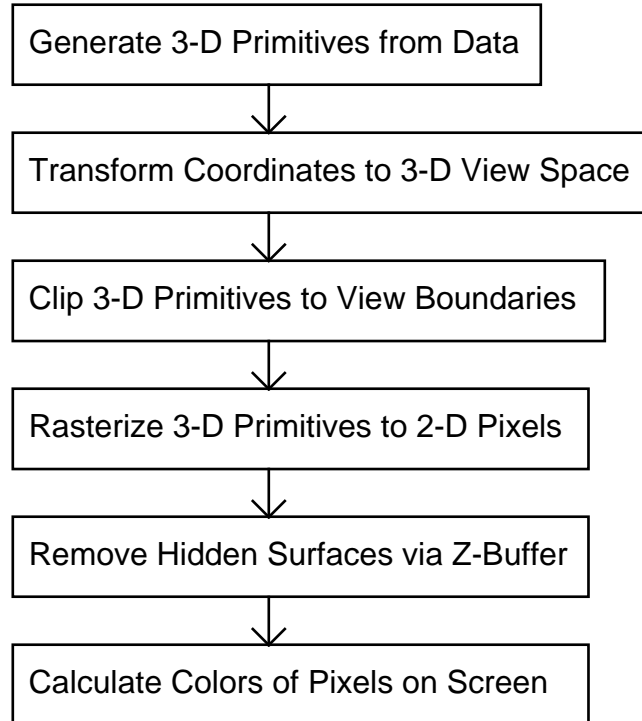 Generate 3-D Primitives from Data
Transform Coordinates to 3-D View Space
Clip 3-D Primitives to View Boundaries
Rasterize 3-D Primitives to 2-D Pixels
Remove Hidden Surfaces via Z-Buffer
Calculate Colors of Pixels on Screen